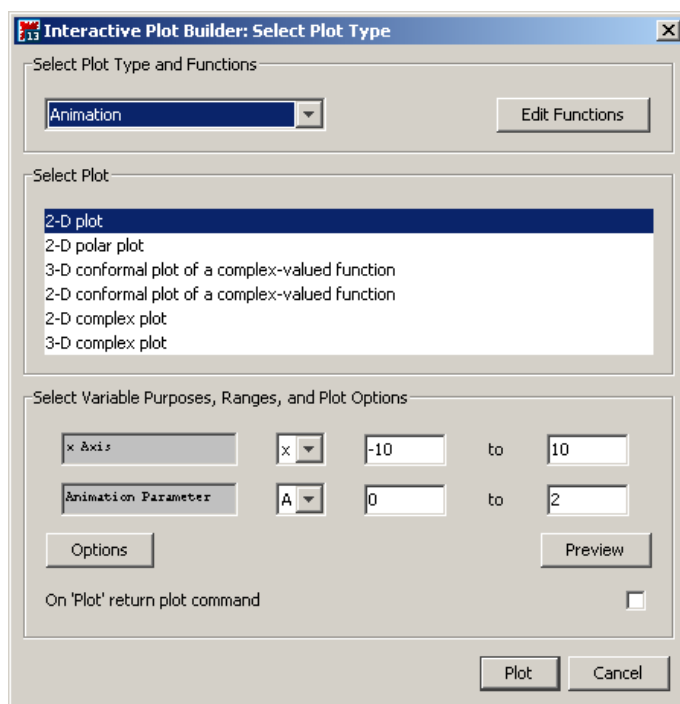 13 Interactive Plot Builder: Select Plot Type
Select Plot Type and Functions
Animation Edit Functions
Select Plot
2-D plot
2-D polar plot
3-D conformal plot of a complex-valued function
2-D conformal plot of a complex-valued function
2-D complex plot
3-D complex plot
Select Variable Purposes, Ranges, and Plot Options
x Axis x -10 to 10
Animation Parameter A 0 to 2
Options Preview
On 'Plot' return plot command
Plot Cancel